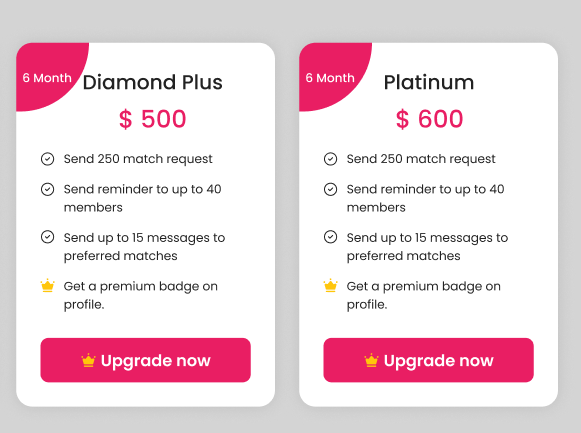 6 Month
Diamond Plus
$ 500
Send 250 match request
Send reminder to up to 40
members
Send up to 15 messages to
preferred matches
Get a premium badge on
profile.
Upgrade now
6 Month
Platinum
$ 600
Send 250 match request
Send reminder to up to 40
members
Send up to 15 messages to
preferred matches
Get a premium badge on
profile.
Upgrade now